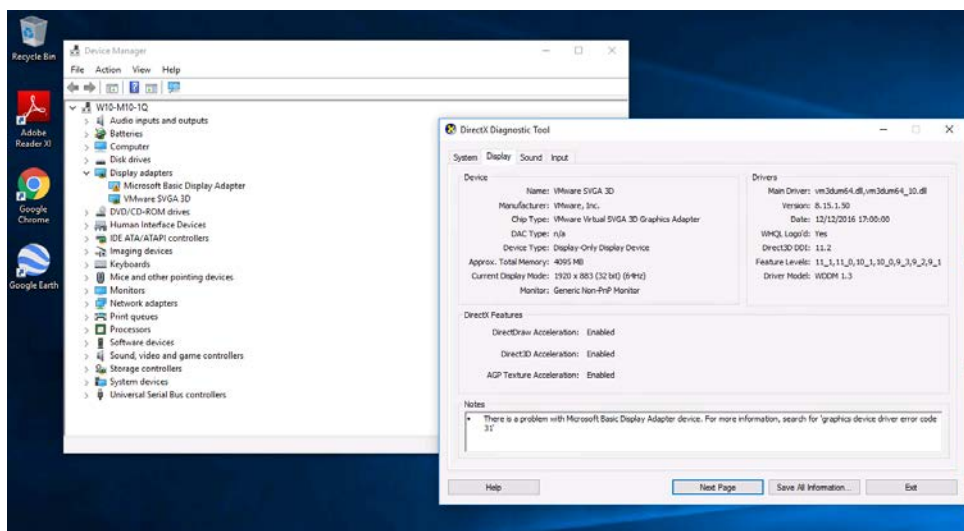 Recycle Bin
Adobe
Reader XI
Google
Chrome
Google Earth
Device Manager
File Action View Help
W10-M10-1Q
Audio inputs and outputs
Batteries
Computer
Disk drives
Display adapters
Microsoft Basic Display Adapter
VMware SVGA 3D
DVD/CD-ROM drives
Human Interface Devices
IDE ATA/ATAPI controllers
Imaging devices
Keyboards
Mice and other pointing devices
Monitors
Network adapters
Print queues
Processors
Software devices
Sound, video and game controllers
Storage controllers
System devices
Universal Serial Bus controllers
DirectX Diagnostic Tool
System Display Sound Input
Device
Name: VMware SVGA 3D
Manufacturer: VMware, Inc.
Chip Type: VMware Virtual SVGA 3D Graphics Adapter
DAC Type: n/a
Device Type: Display-Only Display Device
Approx. Total Memory: 4095 MB
Current Display Mode: 1920 x 883 (32 bit) (64Hz)
Monitor: Generic Non-PnP Monitor
Drivers
Main Driver: vm3dum64.dll,vm3dum64_10.dll
Version: 8.15.1.50
Date: 12/12/2016 17:00:00
WHQL Logo'd: Yes
Direct3D DDI: 11.2
Feature Levels: 11_1,11_0,10_1,10_0,9_3,9_2,9_1
Driver Model: WDDM 1.3
DirectX Features
DirectDraw Acceleration: Enabled
Direct3D Acceleration: Enabled
AGP Texture Acceleration: Enabled
Notes
• There is a problem with Microsoft Basic Display Adapter device. For more information, search for 'graphics device driver error code
31'
Help Next Page Save All Information... Exit